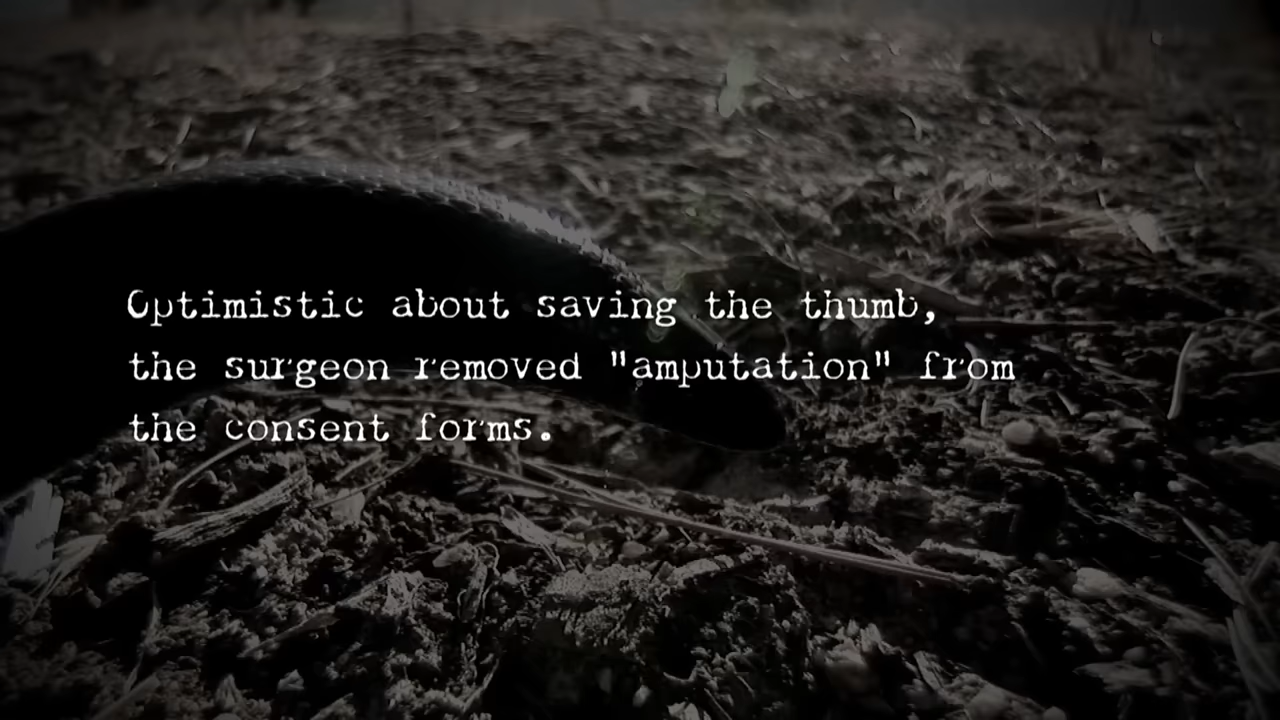 Optimistic about saving the thumb,
the surgeon removed "amputation" from
the consent forms.